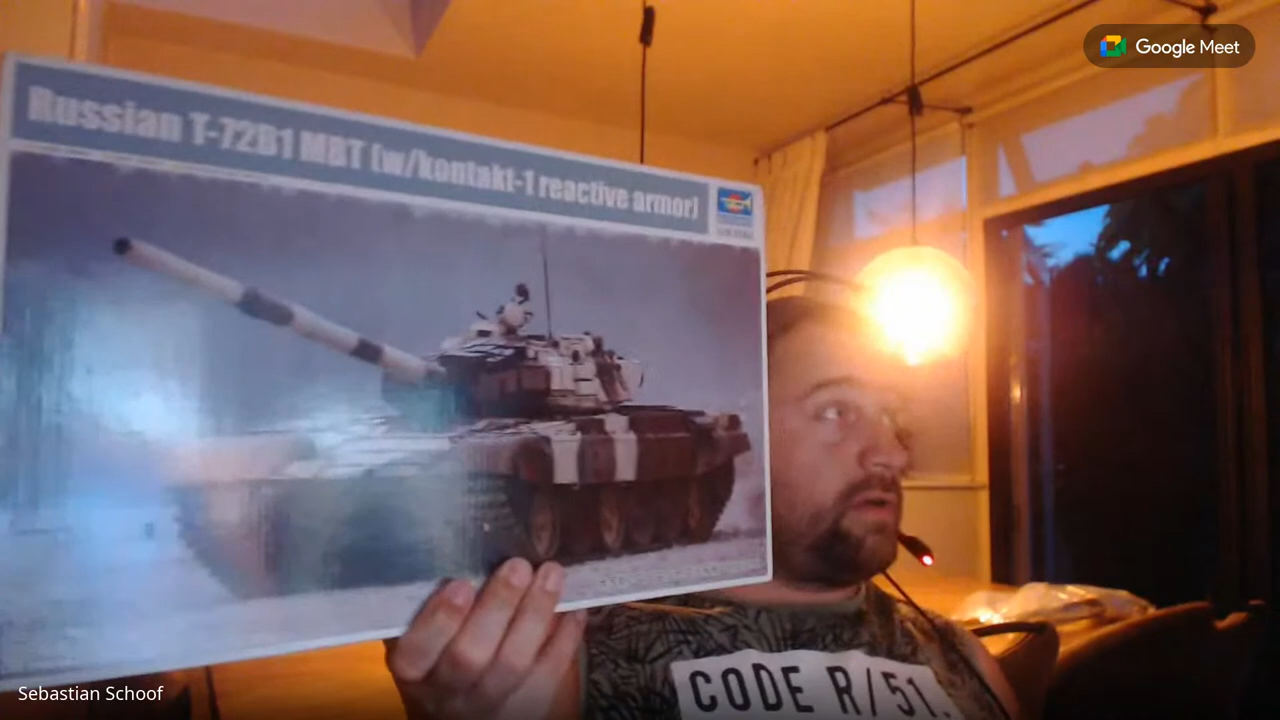 Google Meet
Russian T-72B1 MBT (w/kontakt-1 reactive armor)
CODE R/51.
Sebastian Schoof